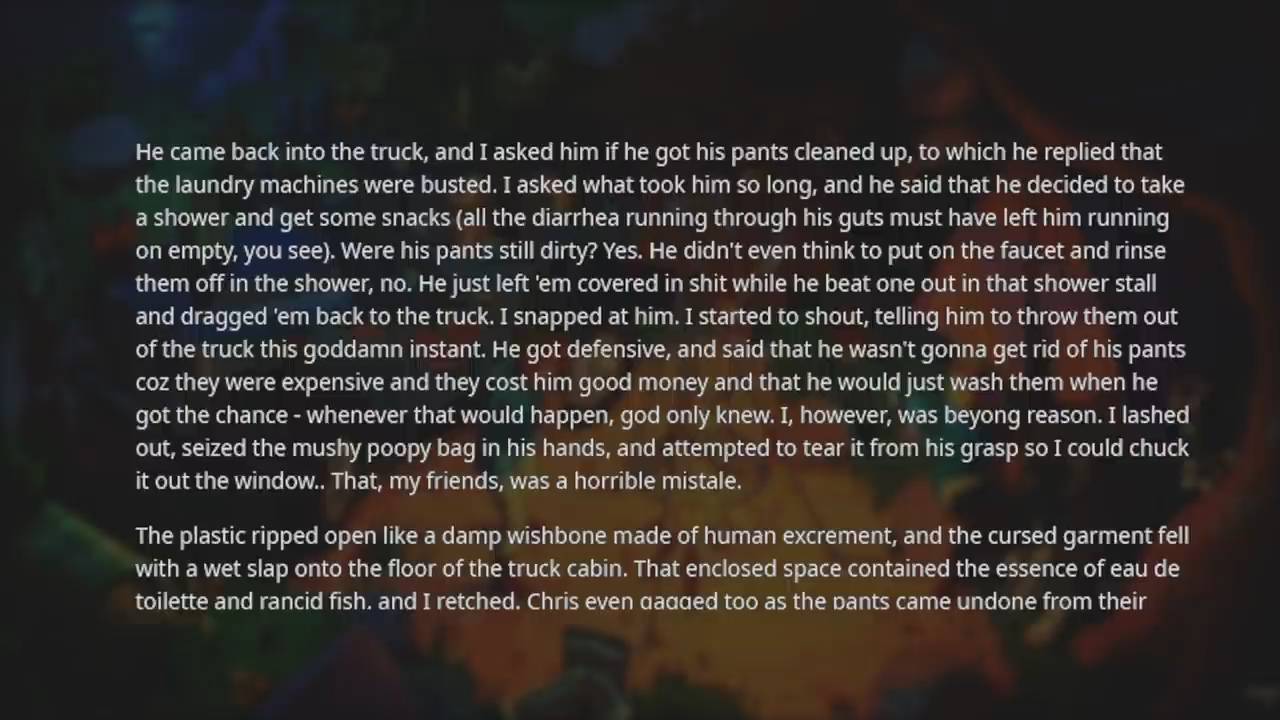 He came back into the truck, and I asked him if he got his pants cleaned up, to which he replied that
the laundry machines were busted. I asked what took him so long, and he said that he decided to take
a shower and get some snacks (all the diarrhea running through his guts must have left him running
on empty, you see). Were his pants still dirty? Yes. He didn't even think to put on the faucet and rinse
them off in the shower, no. He just left 'em covered in shit while he beat one out in that shower stall
and dragged 'em back to the truck. I snapped at him. I started to shout, telling him to throw them out
of the truck this goddamn instant. He got defensive, and said that he wasn't gonna get rid of his pants
coz they were expensive and they cost him good money and that he would just wash them when he
got the chance - whenever that would happen, god only knew. I, however, was beyong reason. I lashed
out, seized the mushy poopy bag in his hands, and attempted to tear it from his grasp so I could chuck
it out the window.. That, my friends, was a horrible mistale.
The plastic ripped open like a damp wishbone made of human excrement, and the cursed garment fell
with a wet slap onto the floor of the truck cabin. That enclosed space contained the essence of eau de
toilette and rancid fish. and I retched. Chris even gagged too as the pants came undone from their